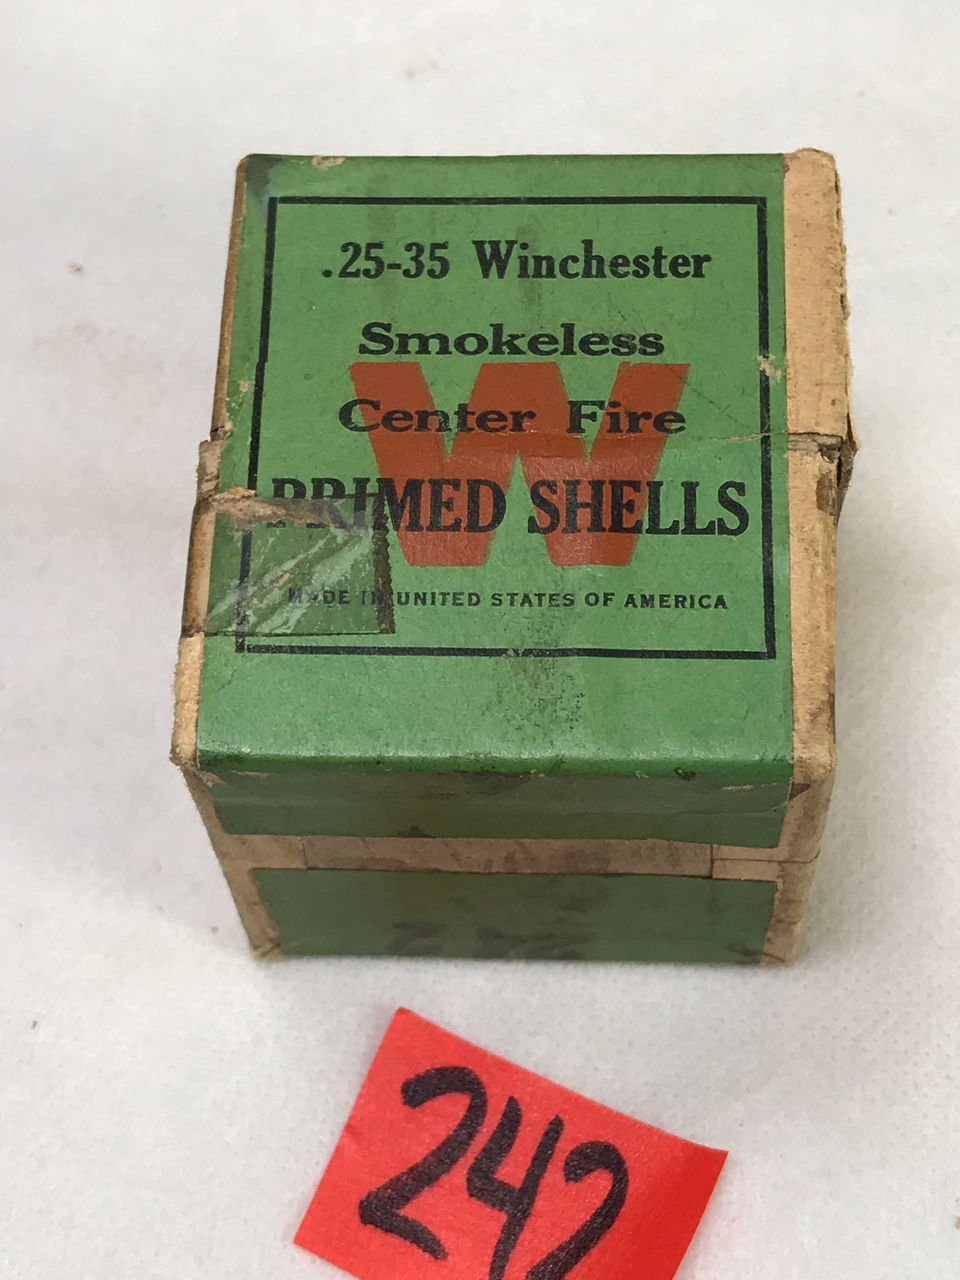 .25-35 Winchester
Smokeless
W
Center Fire
PRIMED SHELLS
MADE IN UNITED STATES OF AMERICA
242